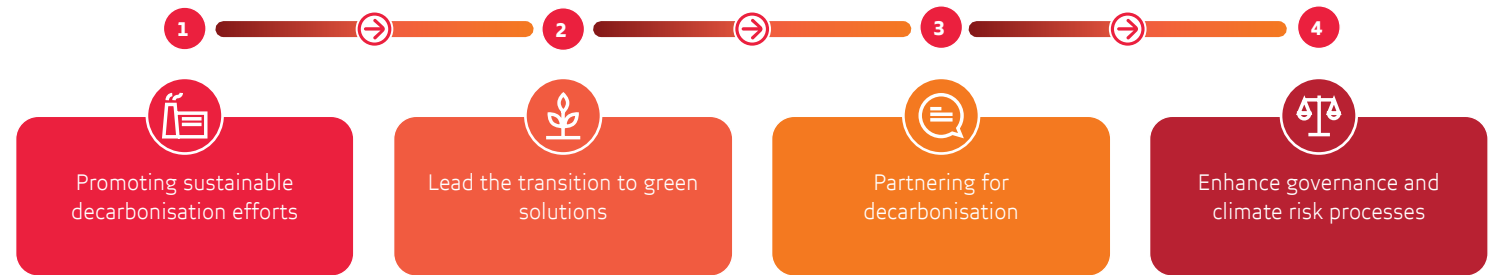 1
2
3
4
Promoting sustainable
decarbonisation efforts
Lead the transition to green
solutions
Partnering for
decarbonisation
Enhance governance and
climate risk processes